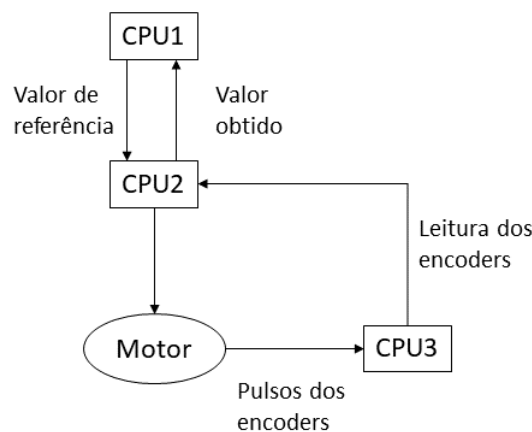 CPU1
Valor de
referência
Valor
obtido
CPU2
Leitura dos
encoders
Motor
CPU3
Pulsos dos
encoders